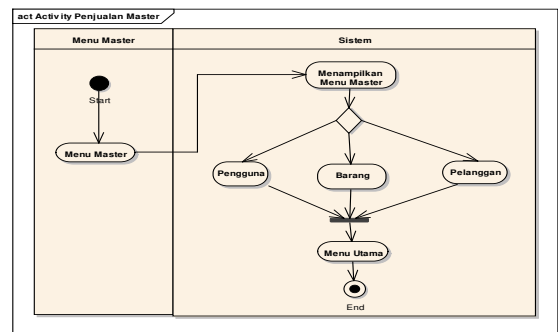 act Activity Penjualan Master
Menu Master
Sistem
Start
Menu Master
Menampilkan
Menu Master
Pengguna
Barang
Pelanggan
Menu Utama
End